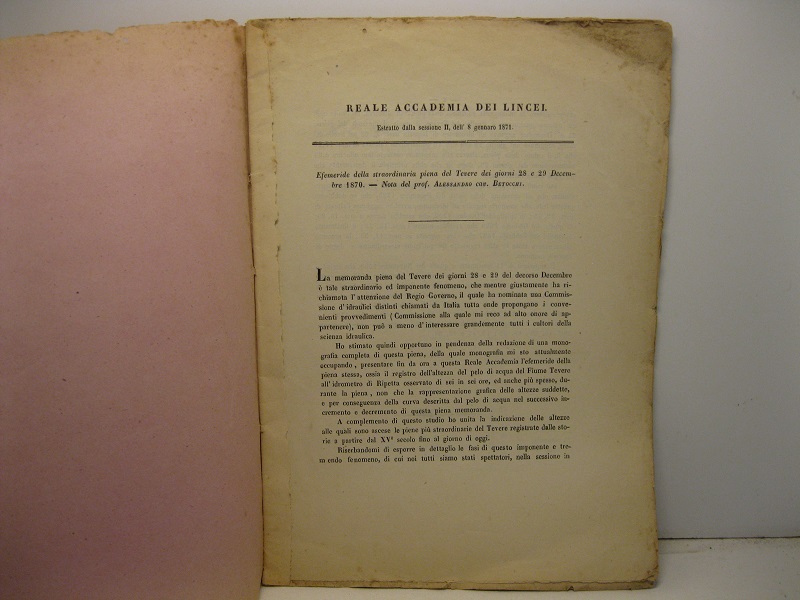 REALE ACCADEMIA DEI LINCEI.
Estratto dalla sessione II, dell' 8 gennaro 1871.
Efemeride della straordinaria piena del Tevere dei giorni 28 e 29 Decem-
bre 1870. — Nota del prof. ALESSANDRO COM. BETOCCHI.
La memoranda piena del Tevere dei giorni 28 e 29 del decorso Decembre
è tale straordinario ed imponente fenomeno, che mentre giustamente ha ri-
chiamata l'attenzione del Regio Governo, il quale ha nominata una Commis-
sione d'idraulici distinti chiamati da Italia tutta onde propongano i conve-
nienti provvedimenti (Commissione alla quale mi reco ad alto onore di ap-
partenere), non può a meno d'interessare grandemente tutti i cultori della
scienza idraulica.
Ho stimato quindi opportuno in pendenza della redazione di una mono-
grafia completa di questa piena, della quale monografia mi sto attualmente
occupando, presentare fin da ora a questa Reale Accademia l'efemeride della
piena stessa, ossia il registro dell'altezza del pelo di acqua del Fiume Tevere
all'idrometro di Ripetta osservato di sei in sei ore, ed anche più spesso, du-
rante la piena, non che la rappresentazione grafica delle altezze suddette,
e per conseguenza della curva descritta dal pelo di acqua nel successivo in-
cremento e decremento di questa piena memoranda.
A complemento di questo studio ho unita la indicazione delle altezze
alle quali sono ascese le piene più straordinarie del Tevere registrate dalle sto-
rie a partire dal XV° secolo fino al giorno di oggi.
Riserbandomi di esporre in dettaglio le fasi di questo imponente e tre-
mendo fenomeno, di cui noi tutti siamo stati spettatori, nella sessione in